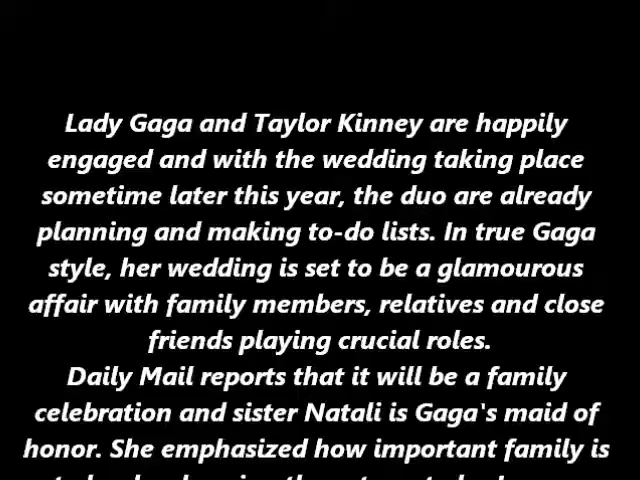 Lady Gaga and Taylor Kinney are happily
engaged and with the wedding taking place
sometime later this year, the duo are already
planning and making to-do lists. In true Gaga
style, her wedding is set to be a glamourous
affair with family members, relatives and close
friends playing crucial roles.
Daily Mail reports that it will be a family
celebration and sister Natali is Gaga's maid of
honor. She emphasized how important family is